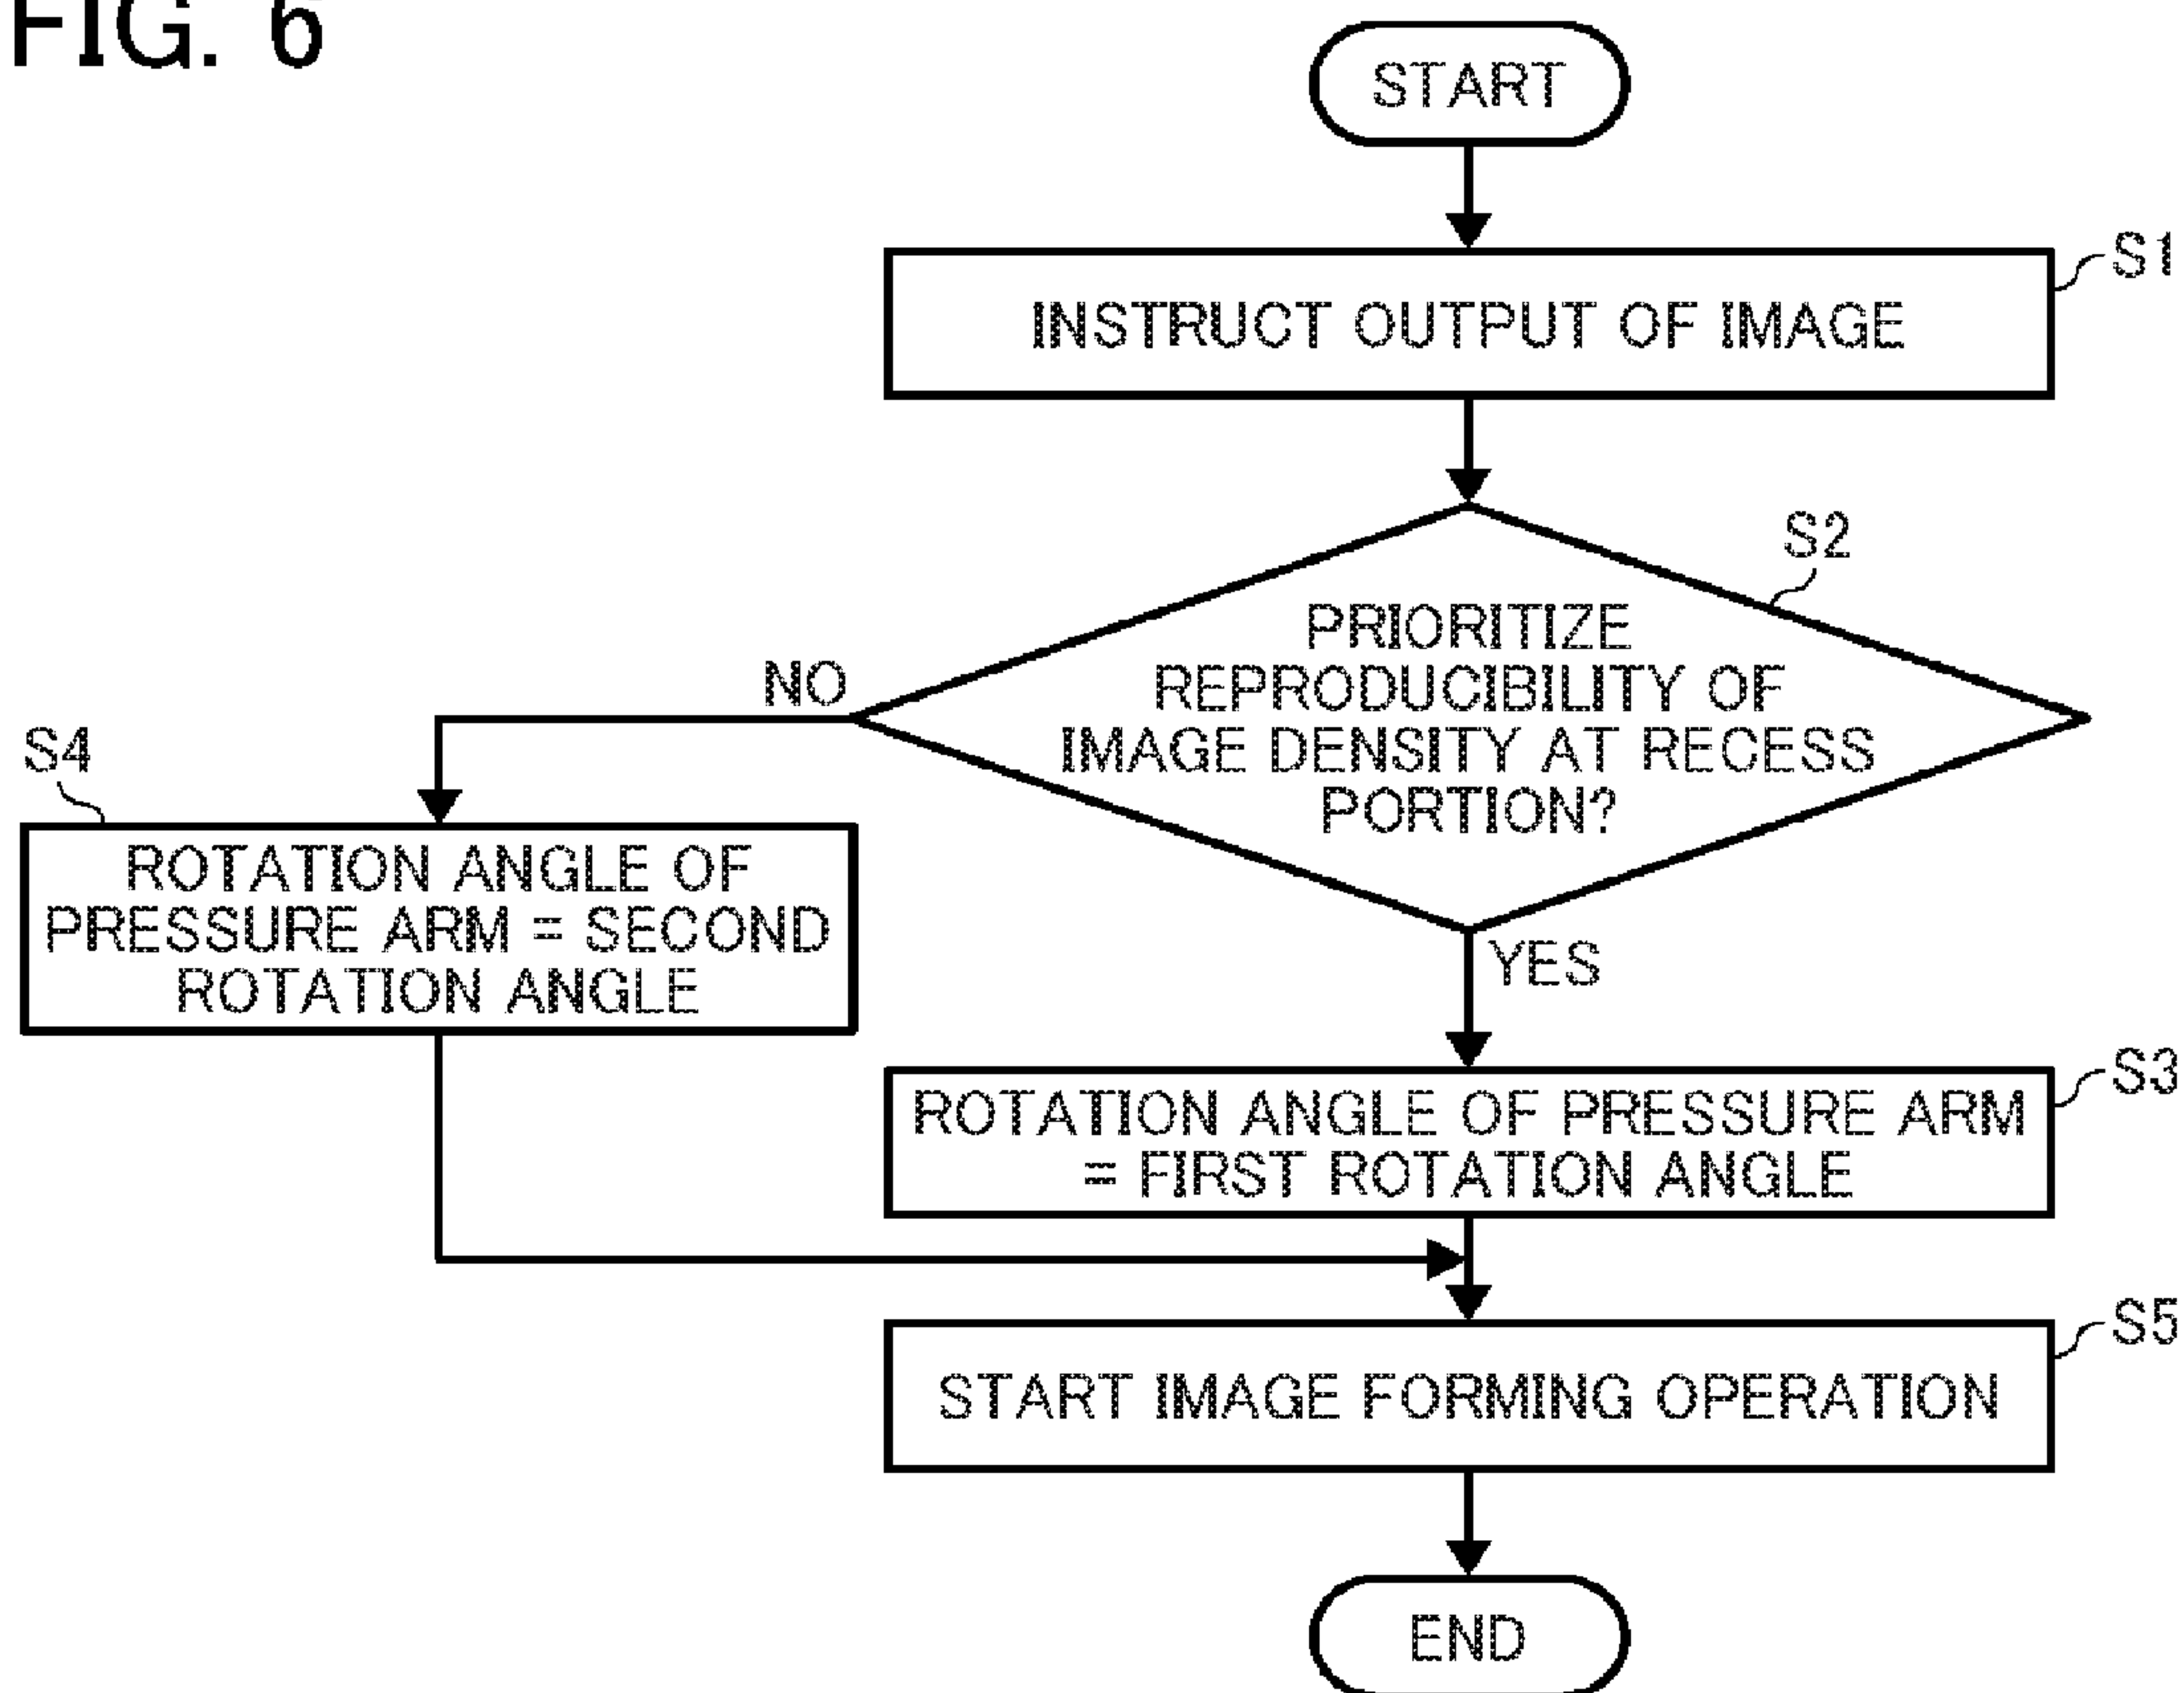 FIG. 6
START
INSTRUCT OUTPUT OF IMAGE
S1
S2
PRIORITIZE
REPRODUCIBILITY OF
IMAGE DENSITY AT RECESS
PORTION?
NO
YES
S4
ROTATION ANGLE OF
PRESSURE ARM = SECOND
ROTATION ANGLE
S3
ROTATION ANGLE OF PRESSURE ARM
= FIRST ROTATION ANGLE
S5
START IMAGE FORMING OPERATION
END